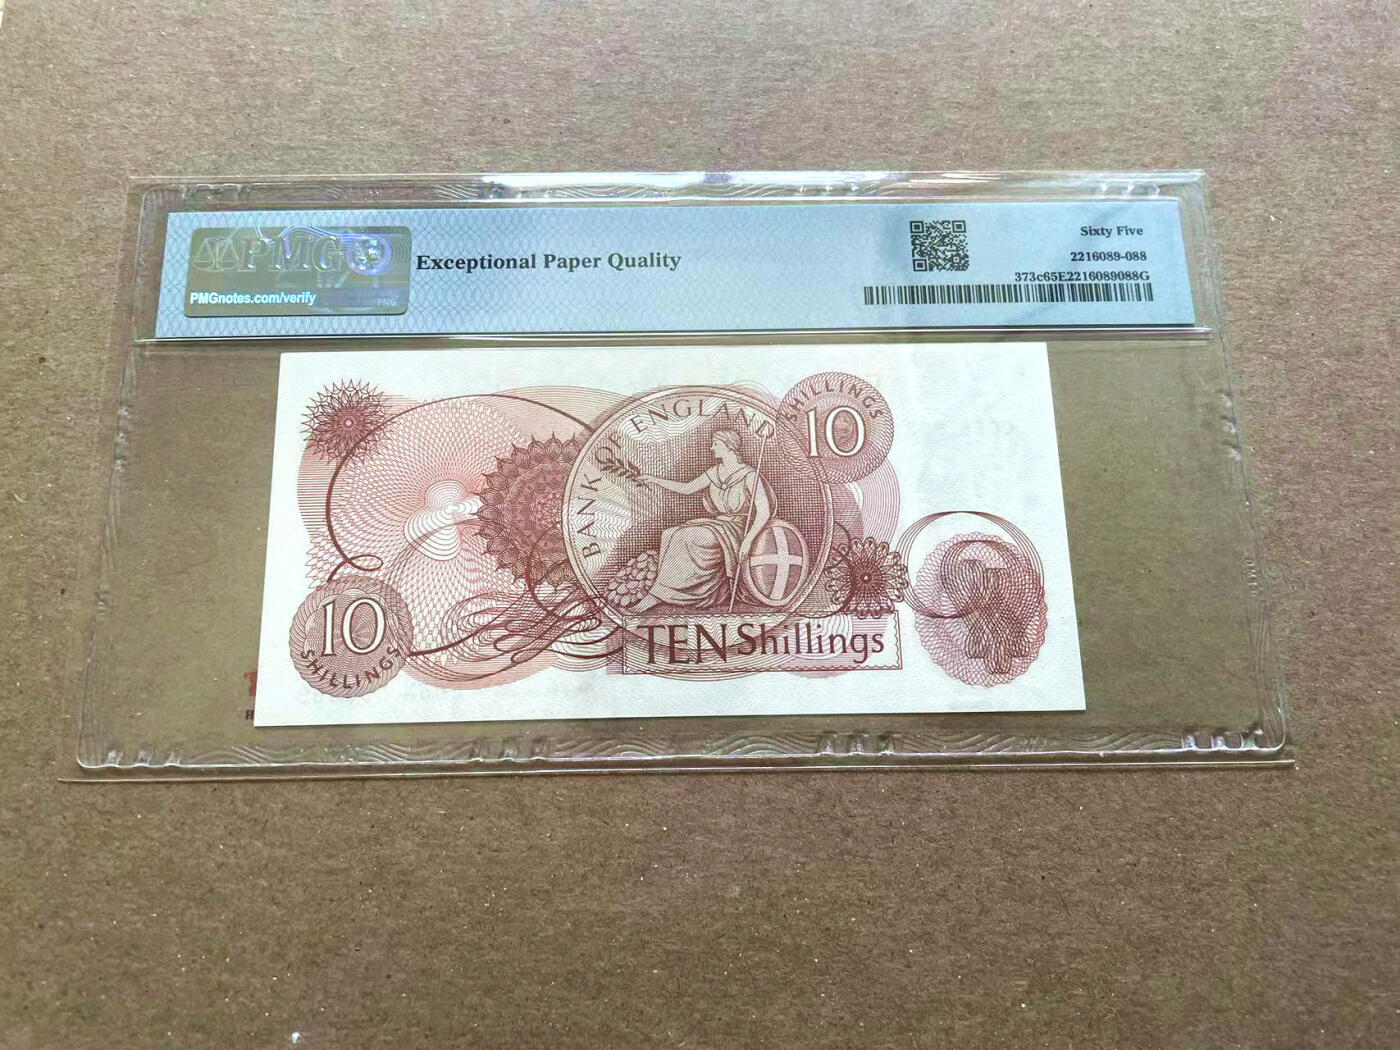 PMG
PMGnotes.com/verify
PNG
Exceptional Paper Quality
Sixty Five
2216089-088
373c65E2216089088G
BANK OF ENGLAND
SHILLINGS
10
10
SHILLINGS
TEN Shillings